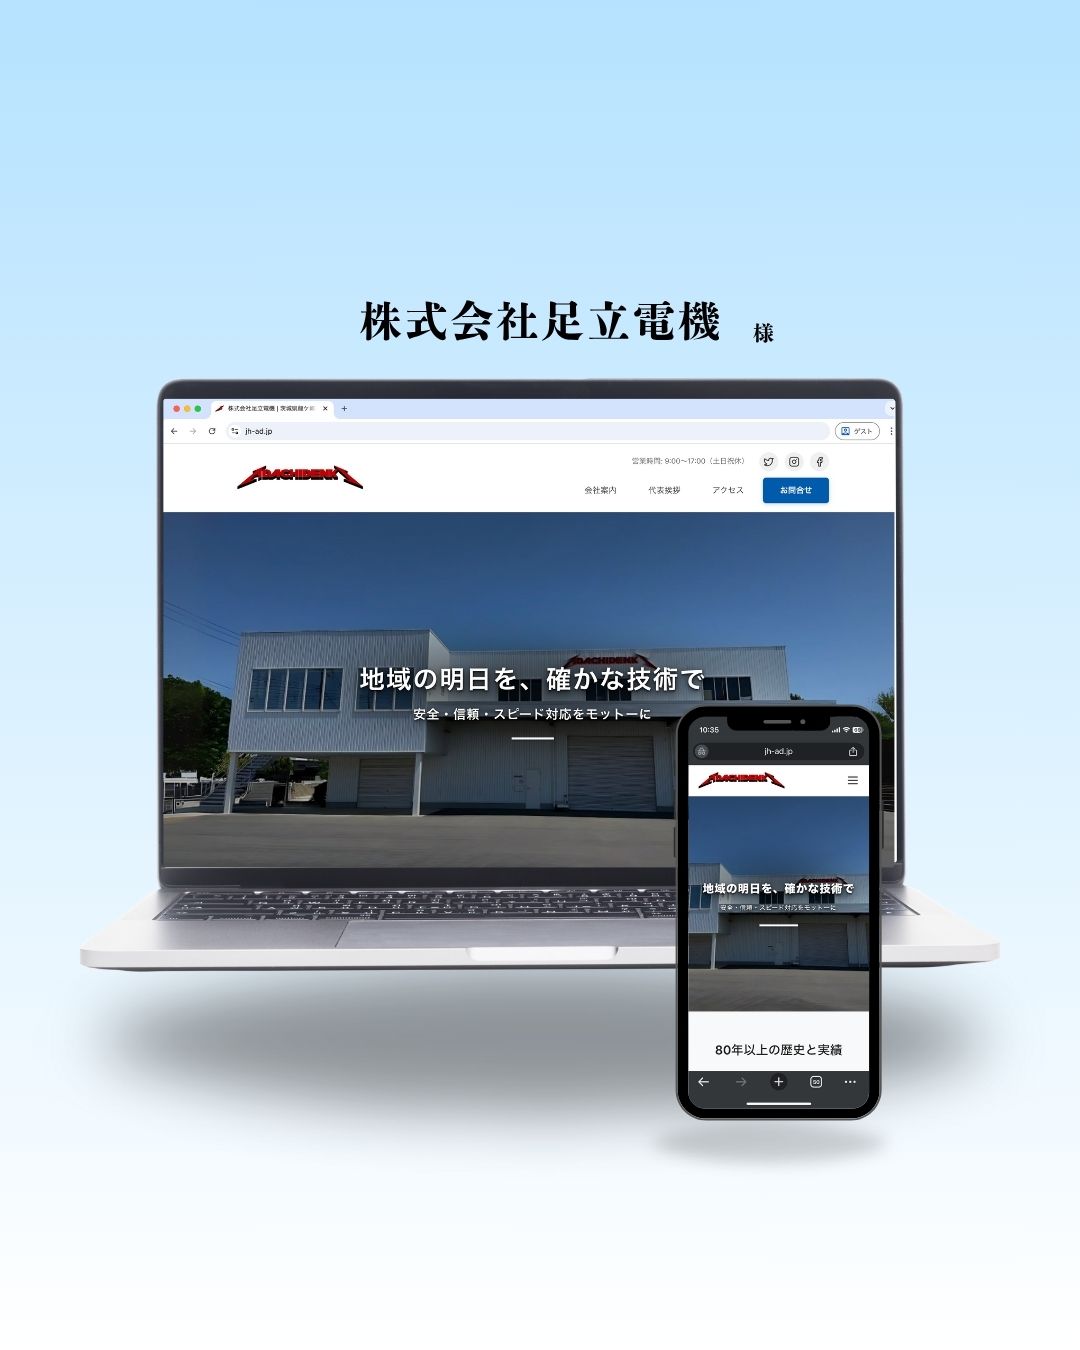 株式会社足立電機 様
株式会社足立電機 | 茨城県龍ケ
jh-ad.jp
ゲスト
ADACHIDENKI
営業時間: 9:00〜17:00（土日祝休）
会社案内 代表挨拶 アクセス お問合せ
ADACHIDENKI
地域の明日を、確かな技術で
安全・信頼・スピード対応をモットーに
10:35
jh-ad.jp
ADACHIDENKI
地域の明日を、確かな技術で
安全・信頼・スピード対応をモットーに
80年以上の歴史と実績